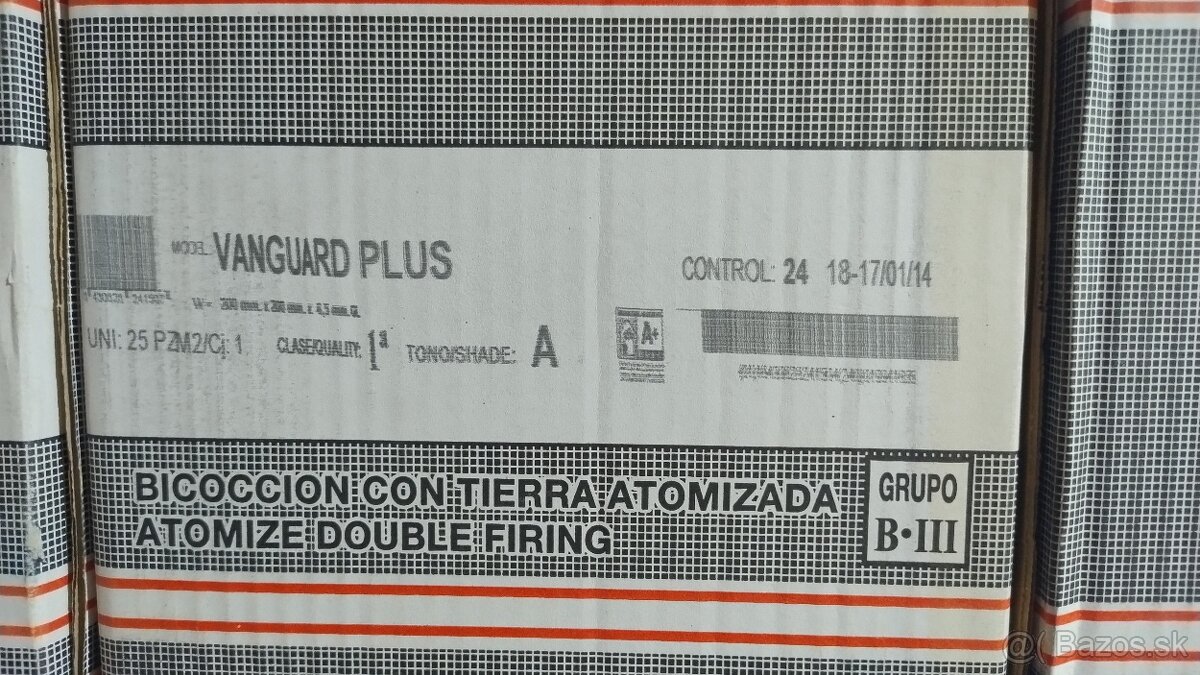 MODEL: VANGUARD PLUS
CONTROL: 24 18-17/01/14
UNI: 25 PZ M2/Cj: 1 CLASE/QUALITY: 1ª TONO/SHADE: A
A+
BICOCCION CON TIERRA ATOMIZADA
ATOMIZE DOUBLE FIRING
GRUPO
B•III
@ Bazos.sk